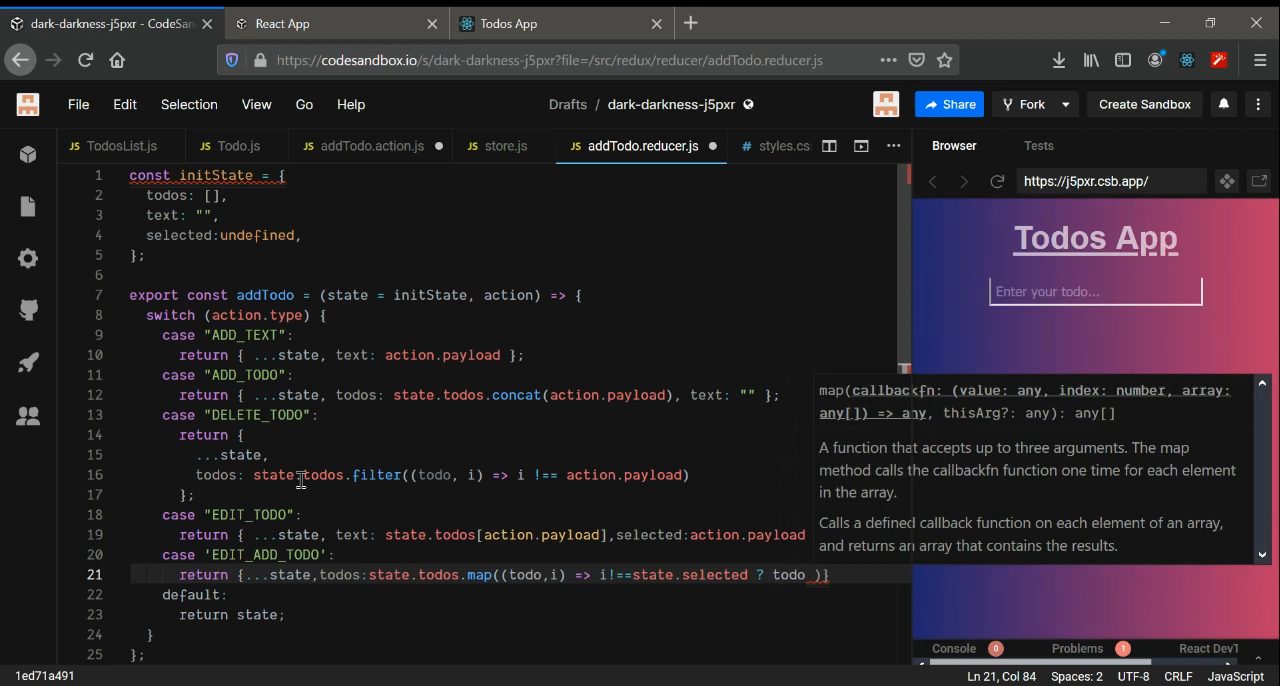 dark-darkness-j5pxr - CodeSan
React App
Todos App
https://codesandbox.io/s/dark-darkness-j5pxr?file=/src/redux/reducer/addTodo.reducer.js
File Edit Selection View Go Help
Drafts / dark-darkness-j5pxr
Share
Fork
Create Sandbox
JS TodosList.js
JS Todo.js
JS addTodo.action.js
JS store.js
JS addTodo.reducer.js
# styles.cs
Browser
Tests
https://j5pxr.csb.app/
1 const initState = {
2 todos: [],
3 text: "",
4 selected:undefined,
5 };
6
7 export const addTodo = (state = initState, action) => {
8 switch (action.type) {
9 case "ADD_TEXT":
10 return { ...state, text: action.payload };
11 case "ADD_TODO":
12 return { ...state, todos: state.todos.concat(action.payload), text: "" };
13 case "DELETE_TODO":
14 return {
15 ...state,
16 todos: state.todos.filter((todo, i) => i !== action.payload)
17 };
18 case "EDIT_TODO":
19 return { ...state, text: state.todos[action.payload],selected:action.payload
20 case 'EDIT_ADD_TODO':
21 return {...state,todos:state.todos.map((todo,i) => i!==state.selected ? todo )}
22 default:
23 return state;
24 }
25 };
Todos App
Enter your todo...
map(callbackfn: (value: any, index: number, array:
any[]) => any, thisArg?: any): any[]
A function that accepts up to three arguments. The map
method calls the callbackfn function one time for each element
in the array.
Calls a defined callback function on each element of an array,
and returns an array that contains the results.
Console 0
Problems 1
React DevT
1ed71a491
Ln 21, Col 84 Spaces: 2 UTF-8 CRLF JavaScript